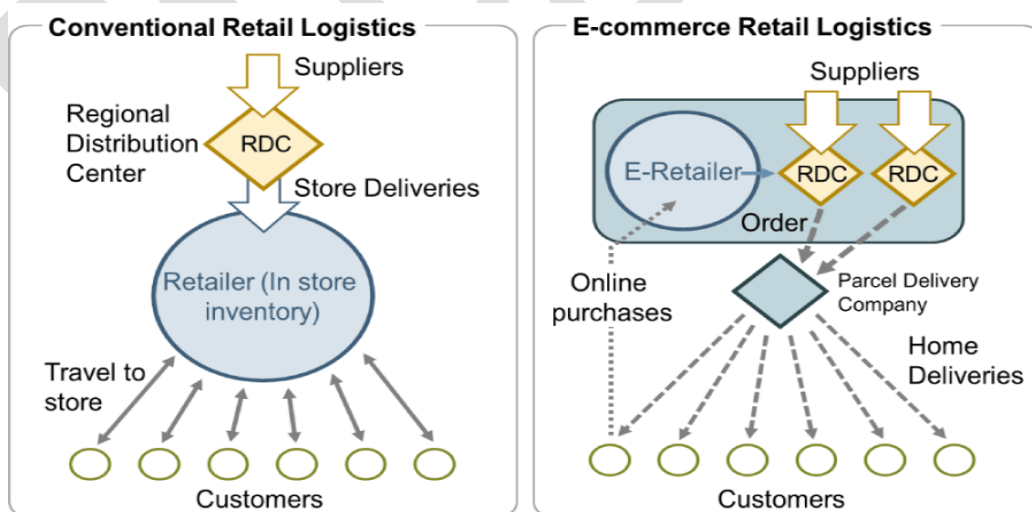 Conventional Retail Logistics
Suppliers
Regional
Distribution
Center
RDC
Store Deliveries
Retailer (In store
inventory)
Travel to
store
Customers
E-commerce Retail Logistics
Suppliers
E-Retailer
RDC
RDC
Order
Online
purchases
Parcel Delivery
Company
Home
Deliveries
Customers